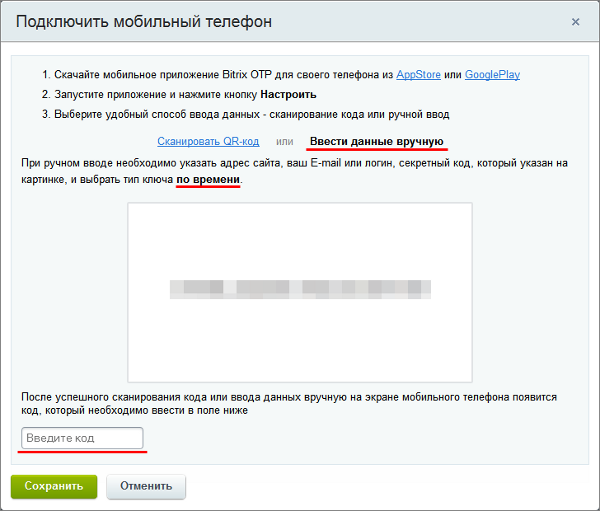 Подключить мобильный телефон ×
1. Скачайте мобильное приложение Bitrix OTP для своего телефона из AppStore или GooglePlay
2. Запустите приложение и нажмите кнопку Настроить
3. Выберите удобный способ ввода данных - сканирование кода или ручной ввод
Сканировать QR-код или Ввести данные вручную
При ручном вводе необходимо указать адрес сайта, ваш E-mail или логин, секретный код, который указан на
картинке, и выбрать тип ключа по времени.
После успешного сканирования кода или ввода данных вручную на экране мобильного телефона появится
код, который необходимо ввести в поле ниже
Введите код
Сохранить Отменить